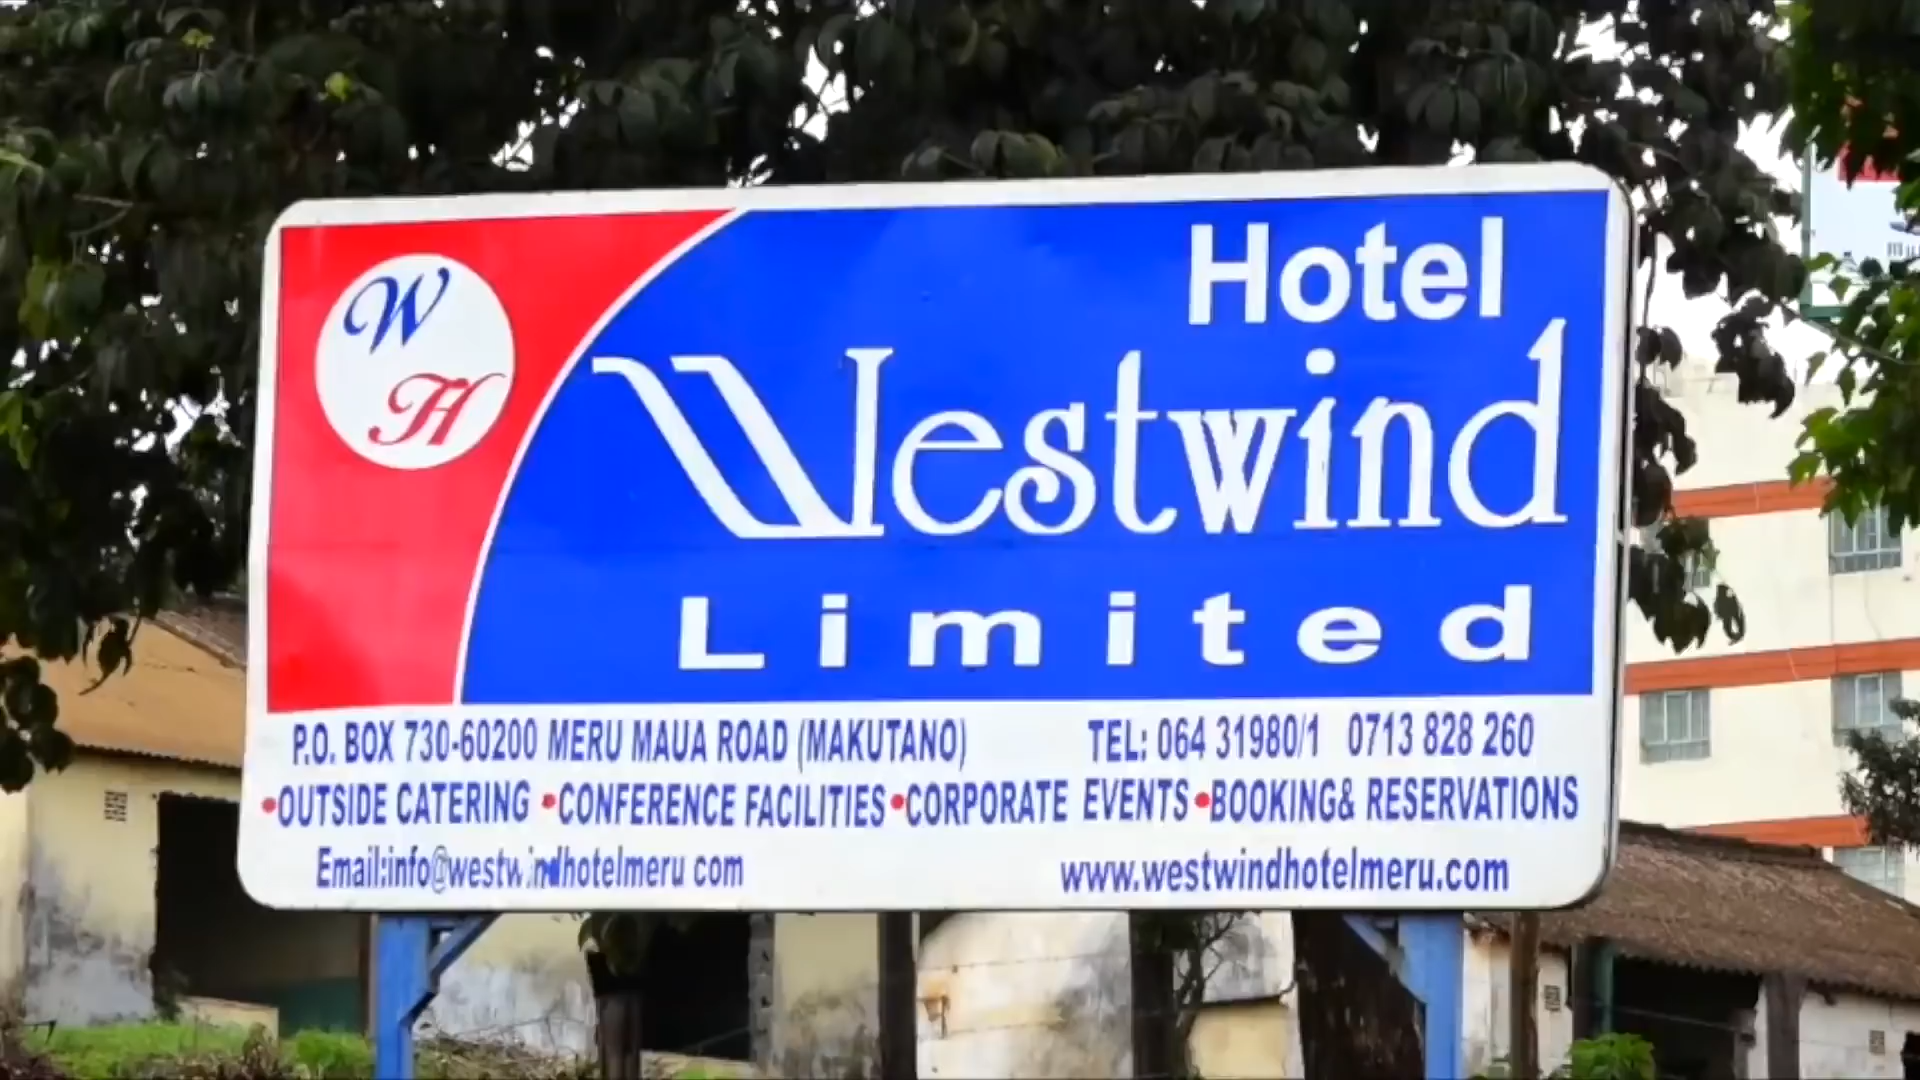 W
H
Hotel
Westwind
Limited
P.O. BOX 730-60200 MERU MAUA ROAD (MAKUTANO) TEL: 064 31980/1 0713 828 260
•OUTSIDE CATERING •CONFERENCE FACILITIES •CORPORATE EVENTS •BOOKING& RESERVATIONS
Email:info@westwindhotelmeru com www.westwindhotelmeru.com